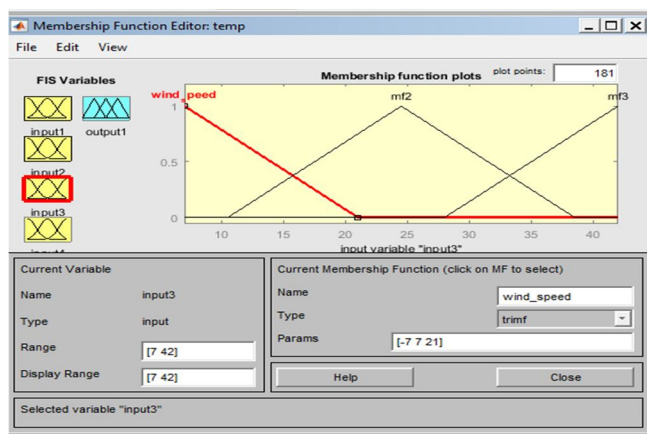 Membership Function Editor: temp
File Edit View
FIS Variables
Membership function plots
plot points:
181
input1
output1
input2
input3
wind_peed
mf2
mf3
1
0.5
0
10 15 20 25 30 35 40
input variable "input3"
Current Variable
Name input3
Type input
Range [7 42]
Display Range [7 42]
Current Membership Function (click on MF to select)
Name wind_speed
Type trimf
Params [-7 7 21]
Help Close
Selected variable "input3"